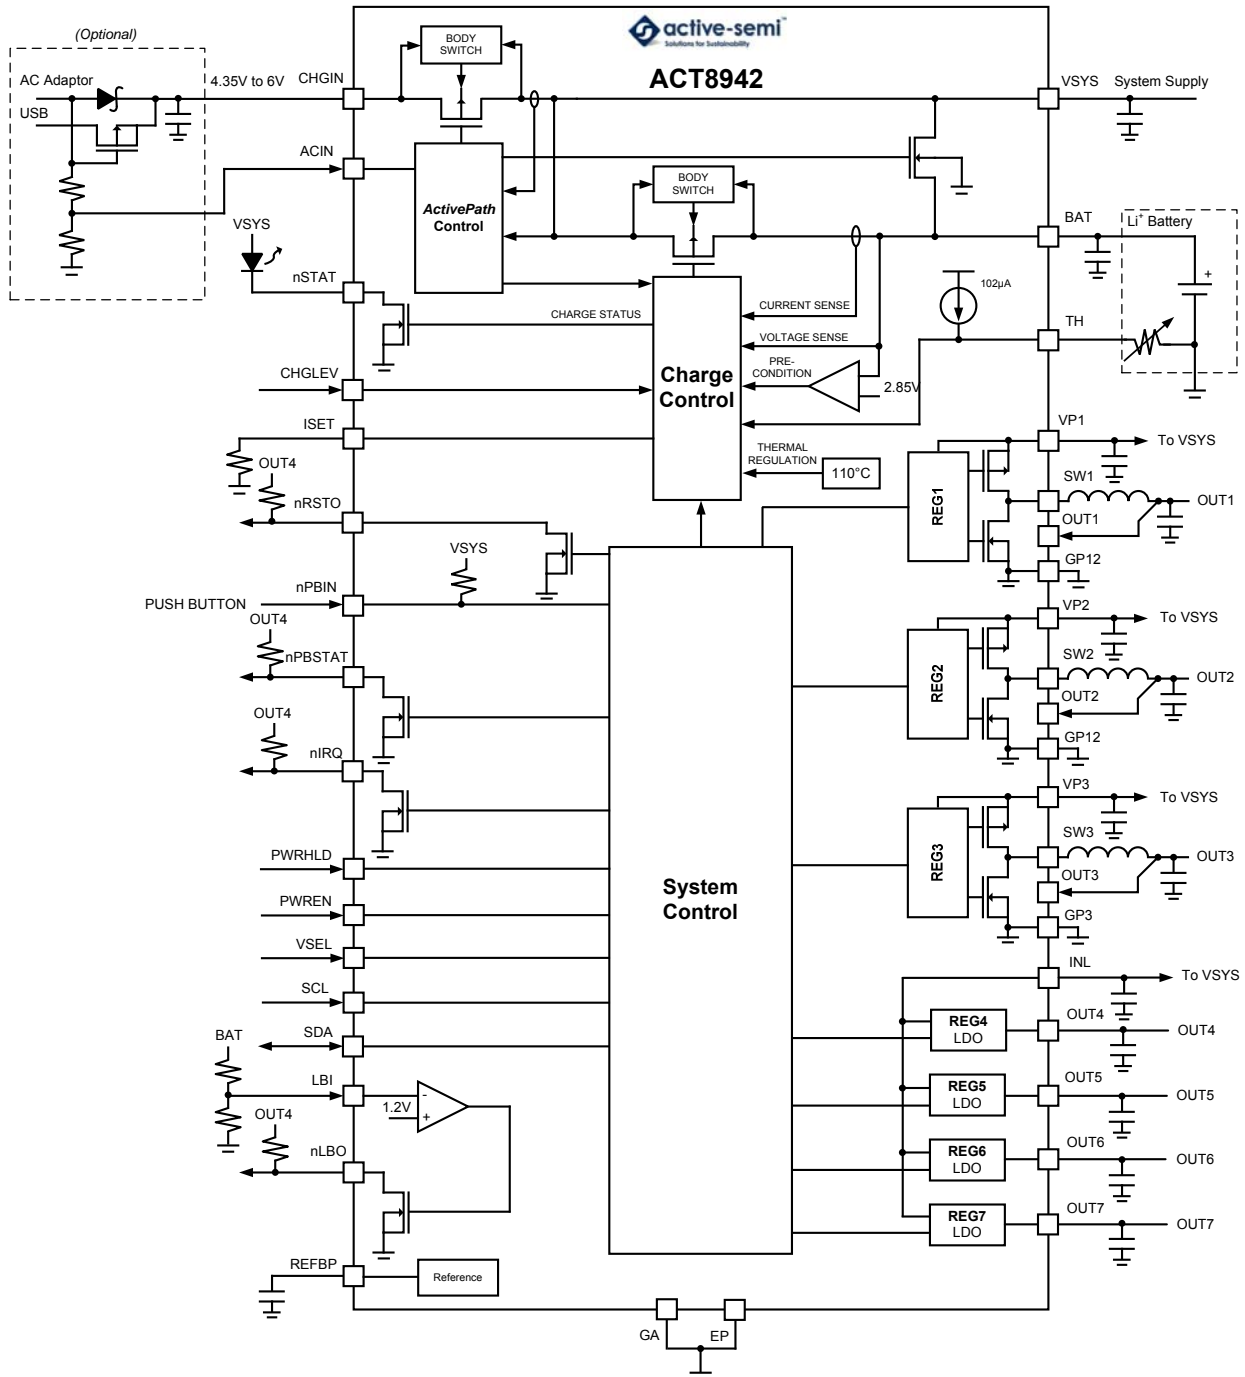 active-semi
Solutions for Sustainability
ACT8942
(Optional)
AC Adaptor
USB
4.35V to 6V
CHGIN
BODY
SWITCH
VSYS
System Supply
ACIN
ActivePath
Control
BODY
SWITCH
BAT
Li+ Battery
+
VSYS
nSTAT
CHARGE STATUS
CURRENT SENSE
102µA
TH
VOLTAGE SENSE
PRE-
CONDITION
2.85V
Charge
Control
CHGLEV
ISET
THERMAL
REGULATION
110°C
OUT4
nRSTO
VP1
To VSYS
REG1
SW1
OUT1
OUT1
GP12
VSYS
nPBIN
PUSH BUTTON
OUT4
nPBSTAT
VP2
To VSYS
REG2
SW2
OUT2
OUT2
GP12
OUT4
nIRQ
VP3
To VSYS
REG3
SW3
OUT3
OUT3
GP3
PWRHLD
PWREN
VSEL
SCL
SDA
System
Control
INL
To VSYS
REG4
LDO
OUT4
OUT4
BAT
LBI
1.2V
-
+
REG5
LDO
OUT5
OUT5
OUT4
nLBO
REG6
LDO
OUT6
OUT6
REG7
LDO
OUT7
OUT7
REFBP
Reference
GA
EP